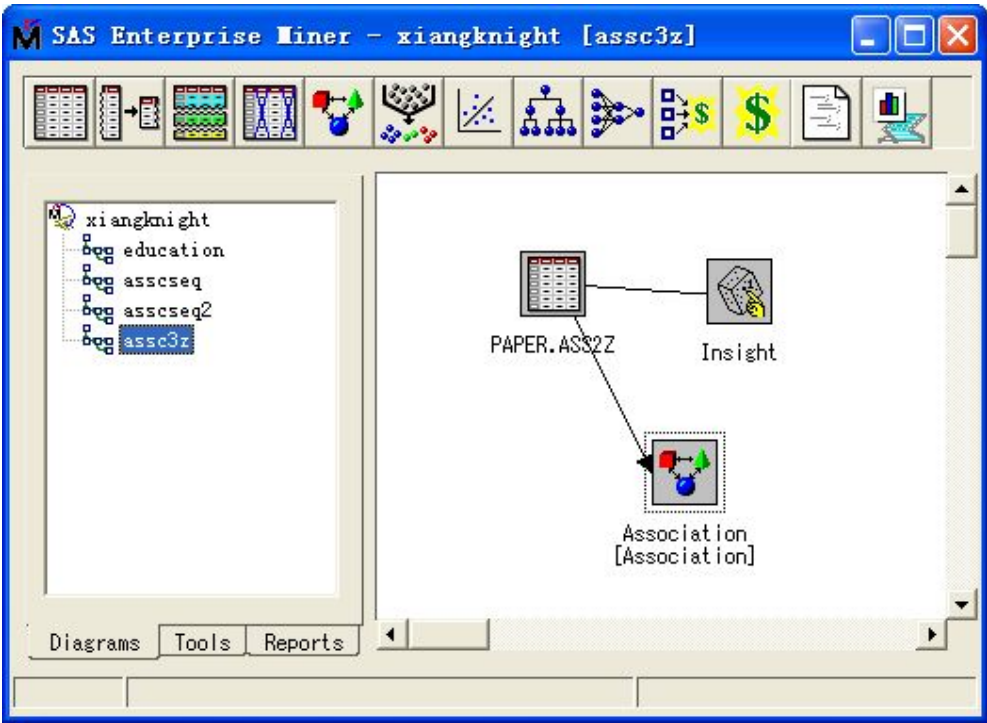 SAS Enterprise Miner - xiangknight [assc3z]
xiangknight
education
asscseq
asscseq2
assc3z
Diagrams
Tools
Reports
PAPER.ASS2Z
Insight
Association
[Association]